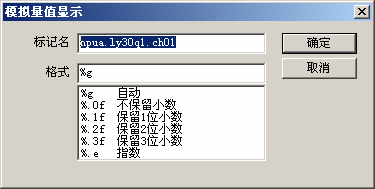 模拟量值显示
标记名 npua.ly30q1.ch01 确定
格式 %g 取消
%g 自动
%.0f 不保留小数
%.1f 保留1位小数
%.2f 保留2位小数
%.3f 保留3位小数
%.e 指数